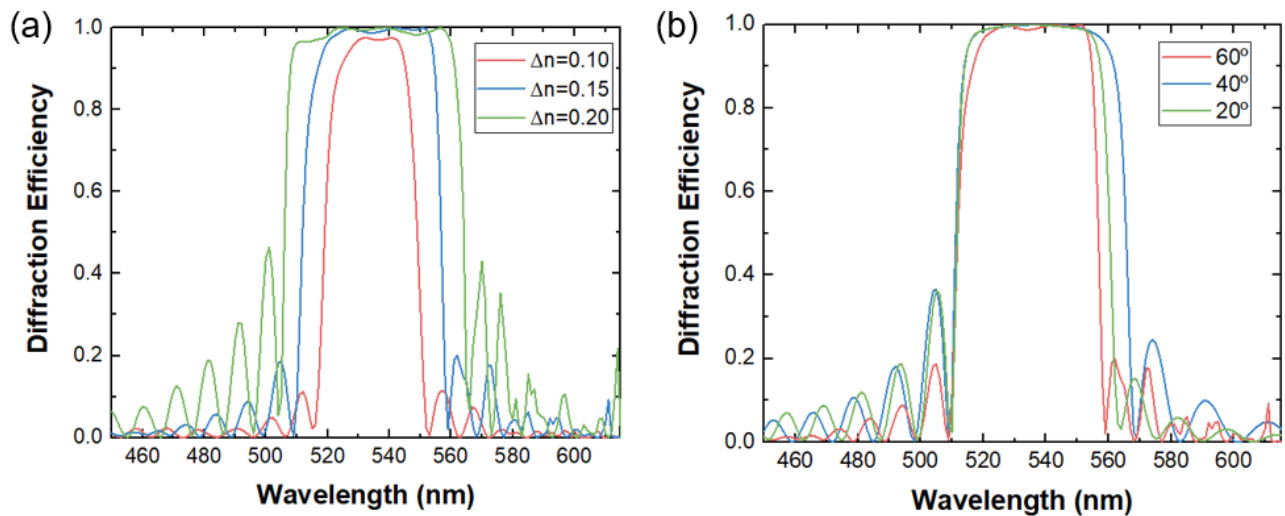 (a)
Diffraction Efficiency
1.0
0.8
0.6
0.4
0.2
0.0
Δn=0.10
Δn=0.15
Δn=0.20
460 480 500 520 540 560 580 600
Wavelength (nm)
(b)
Diffraction Efficiency
1.0
0.8
0.6
0.4
0.2
0.0
60º
40º
20º
460 480 500 520 540 560 580 600
Wavelength (nm)